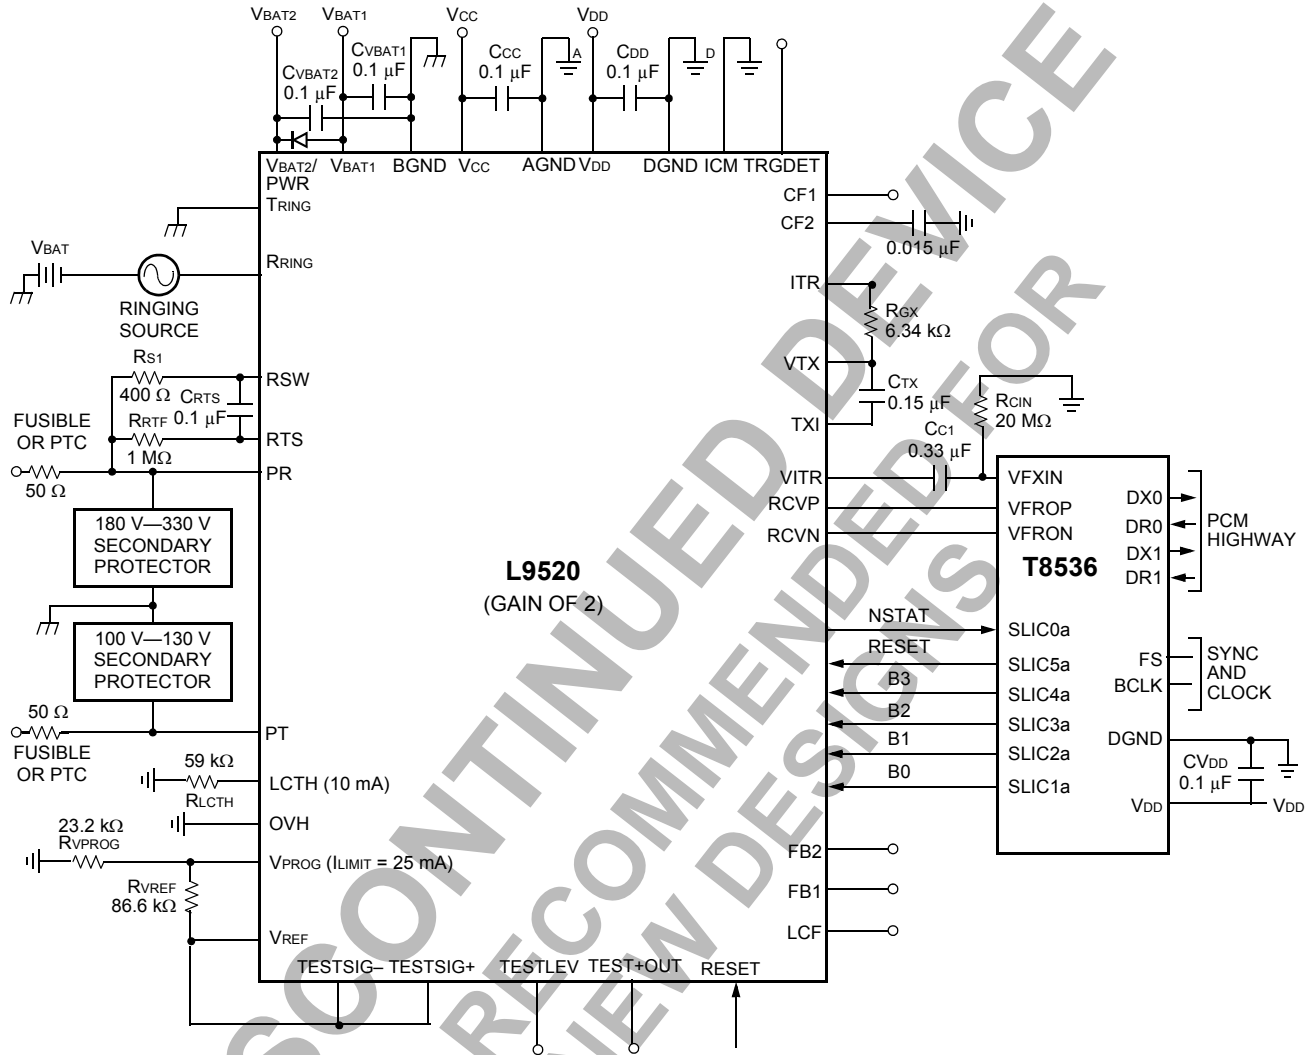 VBAT2
VBAT1
VCC
VDD
CVBAT1
0.1 µF
CVBAT2
0.1 µF
CCC
0.1 µF
A
CDD
0.1 µF
D
VBAT2/
PWR
VBAT1
BGND
VCC
AGND
VDD
DGND
ICM
TRGDET
TRING
RRING
VBAT
RINGING
SOURCE
RS1
400 Ω
CRTS
0.1 µF
RRTF
1 MΩ
RSW
RTS
PR
FUSIBLE
OR PTC
50 Ω
180 V—330 V
SECONDARY
PROTECTOR
100 V—130 V
SECONDARY
PROTECTOR
50 Ω
FUSIBLE
OR PTC
PT
59 kΩ
RLCTH
LCTH (10 mA)
OVH
23.2 kΩ
RVPROG
VPROG (ILIMIT = 25 mA)
RVREF
86.6 kΩ
VREF
TESTSIG–
TESTSIG+
TESTLEV
TEST+OUT
RESET
L9520
(GAIN OF 2)
CF1
CF2
0.015 µF
ITR
RGX
6.34 kΩ
VTX
CTX
0.15 µF
TXI
RCIN
20 MΩ
CC1
0.33 µF
VITR
RCVP
RCVN
NSTAT
RESET
B3
B2
B1
B0
FB2
FB1
LCF
VFXIN
VFROP
VFRON
T8536
SLIC0a
SLIC5a
SLIC4a
SLIC3a
SLIC2a
SLIC1a
DX0
DR0
DX1
DR1
PCM
HIGHWAY
FS
BCLK
SYNC
AND
CLOCK
DGND
CVDD
0.1 µF
VDD
VDD
SCONTINUED DEVICE
RECOMMENDED FOR
NEW DESIGNS